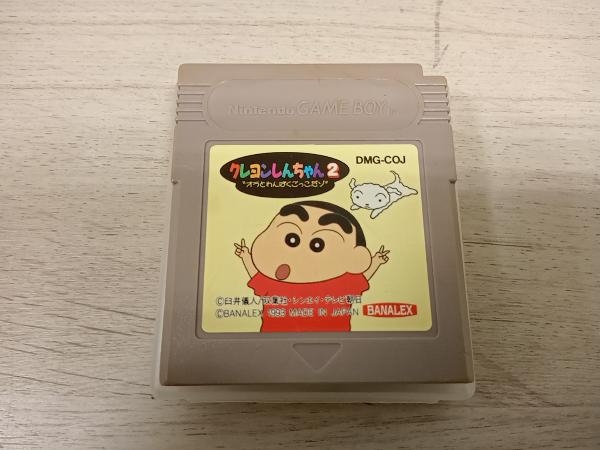 Nintendo GAME BOY
クレヨンしんちゃん2
DMG-COJ
"オラとわんぱくごっこだゾ"
©臼井儀人/双葉社・シンエイ・テレビ朝日
©BANALEX 1993 MADE IN JAPAN
BANALEX